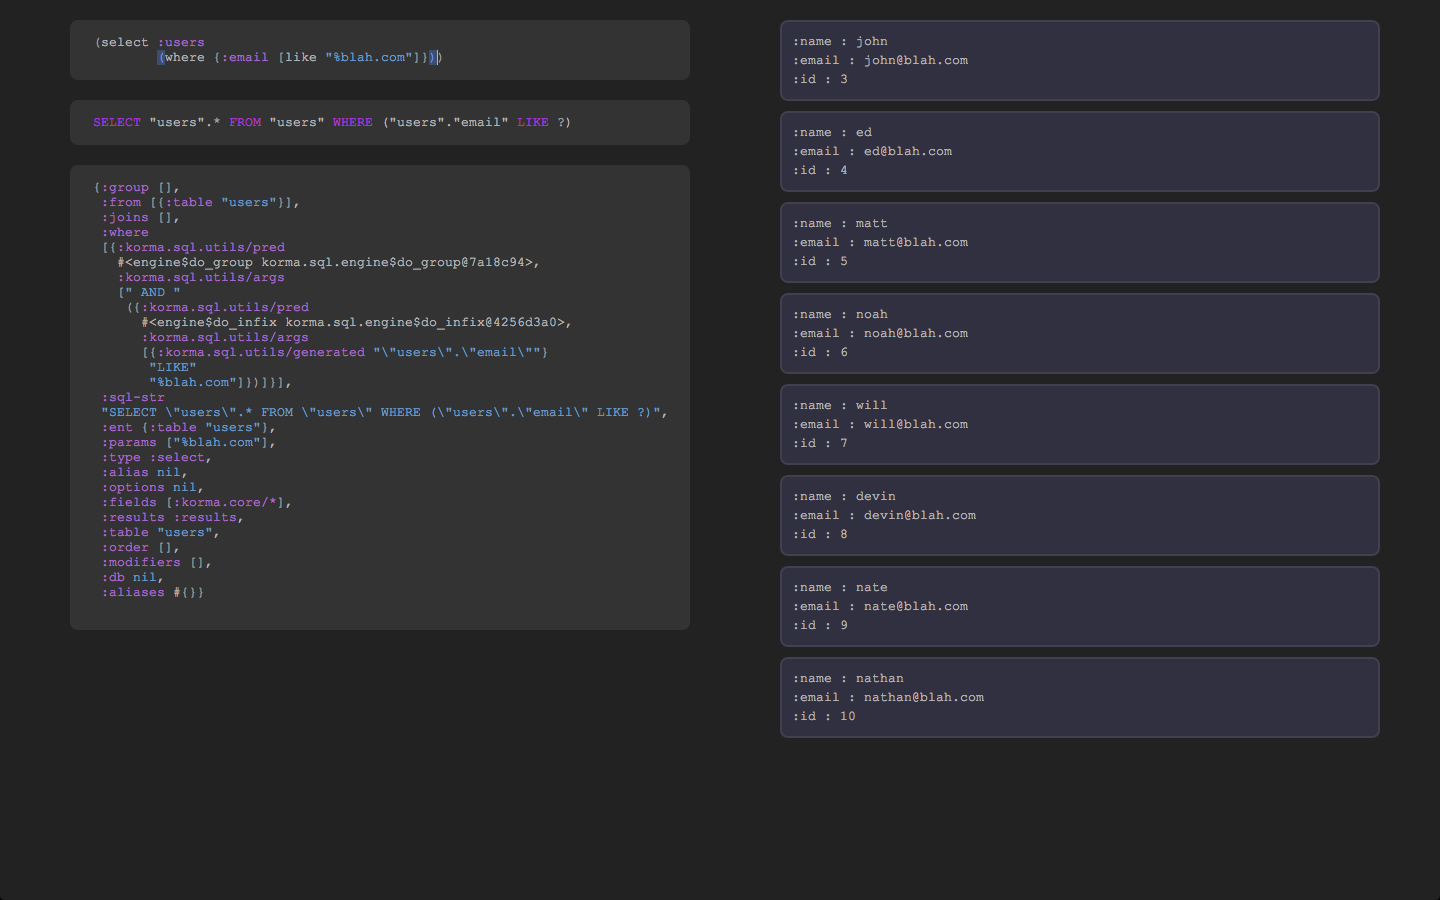 (select :users
        (where {:email [like "%blah.com"]}))
SELECT "users".* FROM "users" WHERE ("users"."email" LIKE ?)
{:group [],
 :from [{:table "users"}],
 :joins [],
 :where
 [{:korma.sql.utils/pred
   #<engine$do_group korma.sql.engine$do_group@7a18c94>,
   :korma.sql.utils/args
   [" AND "
    ({:korma.sql.utils/pred
      #<engine$do_infix korma.sql.engine$do_infix@4256d3a0>,
      :korma.sql.utils/args
      [{:korma.sql.utils/generated "\"users\".\"email\""}
       "LIKE"
       "%blah.com"]})]}],
 :sql-str
 "SELECT \"users\".* FROM \"users\" WHERE (\"users\".\"email\" LIKE ?)",
 :ent {:table "users"},
 :params ["%blah.com"],
 :type :select,
 :alias nil,
 :options nil,
 :fields [:korma.core/*],
 :results :results,
 :table "users",
 :order [],
 :modifiers [],
 :db nil,
 :aliases #{}}
:name : john
:email : john@blah.com
:id : 3
:name : ed
:email : ed@blah.com
:id : 4
:name : matt
:email : matt@blah.com
:id : 5
:name : noah
:email : noah@blah.com
:id : 6
:name : will
:email : will@blah.com
:id : 7
:name : devin
:email : devin@blah.com
:id : 8
:name : nate
:email : nate@blah.com
:id : 9
:name : nathan
:email : nathan@blah.com
:id : 10